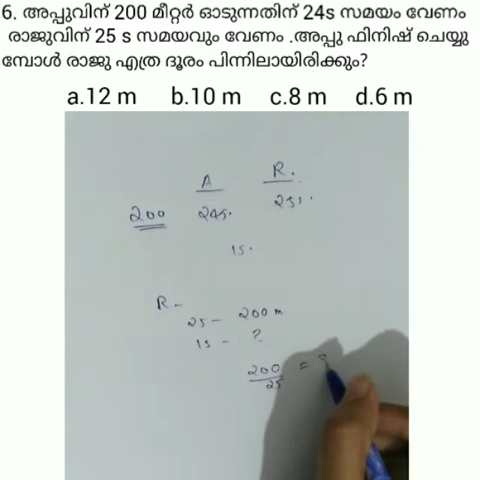 6. അപ്പുവിന് 200 മീറ്റർ ഓടുന്നതിന് 24s സമയം വേണം
രാജുവിന് 25 s സമയവും വേണം .അപ്പു ഫിനിഷ് ചെയ്യു
മ്പോൾ രാജു എത്ര ദൂരം പിന്നിലായിരിക്കും?
a.12 m b.10 m c.8 m d.6 m
A R.
200 24s. 25s.
1s.
R -
25 - 200 m
1s - ?
200 =
25